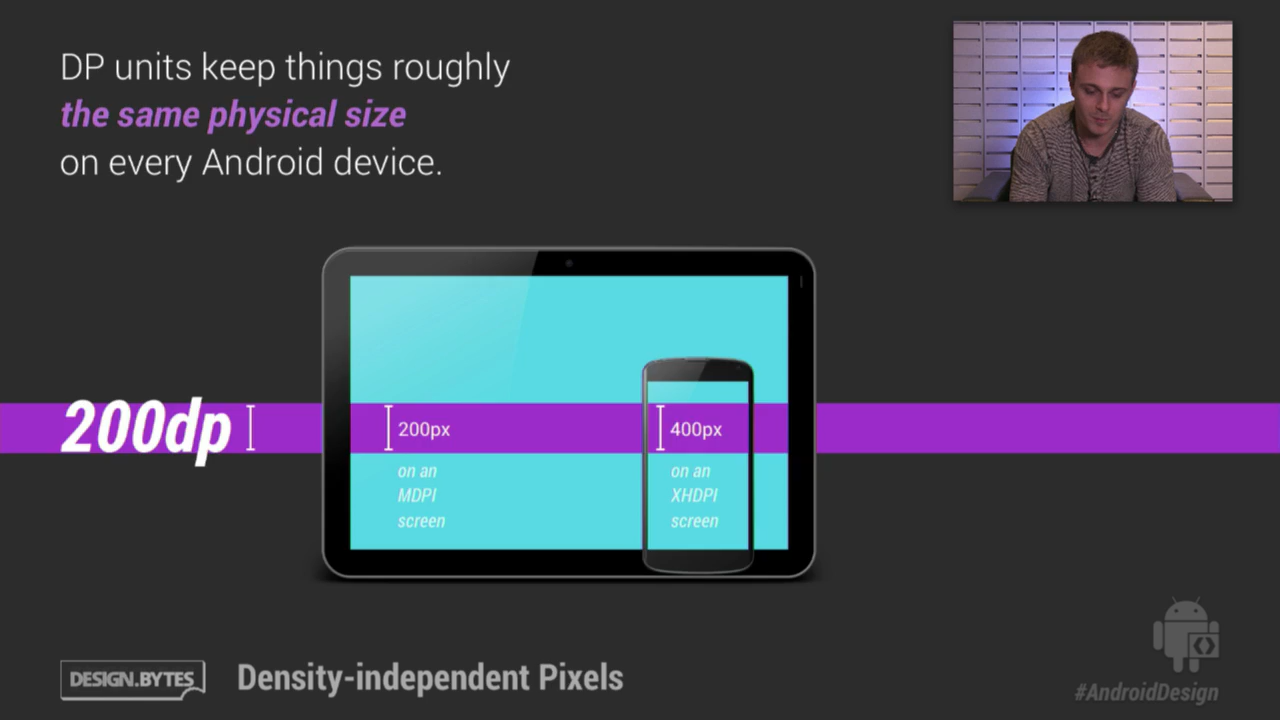 DP units keep things roughly
the same physical size
on every Android device.
200dp
200px
400px
on an
MDPI
screen
on an
XHDPI
screen
DESIGN.BYTES
Density-independent Pixels
#AndroidDesign